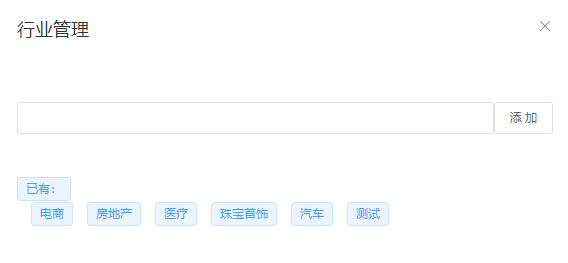 行业管理
添 加
已有：
电商 房地产 医疗 珠宝首饰 汽车 测试